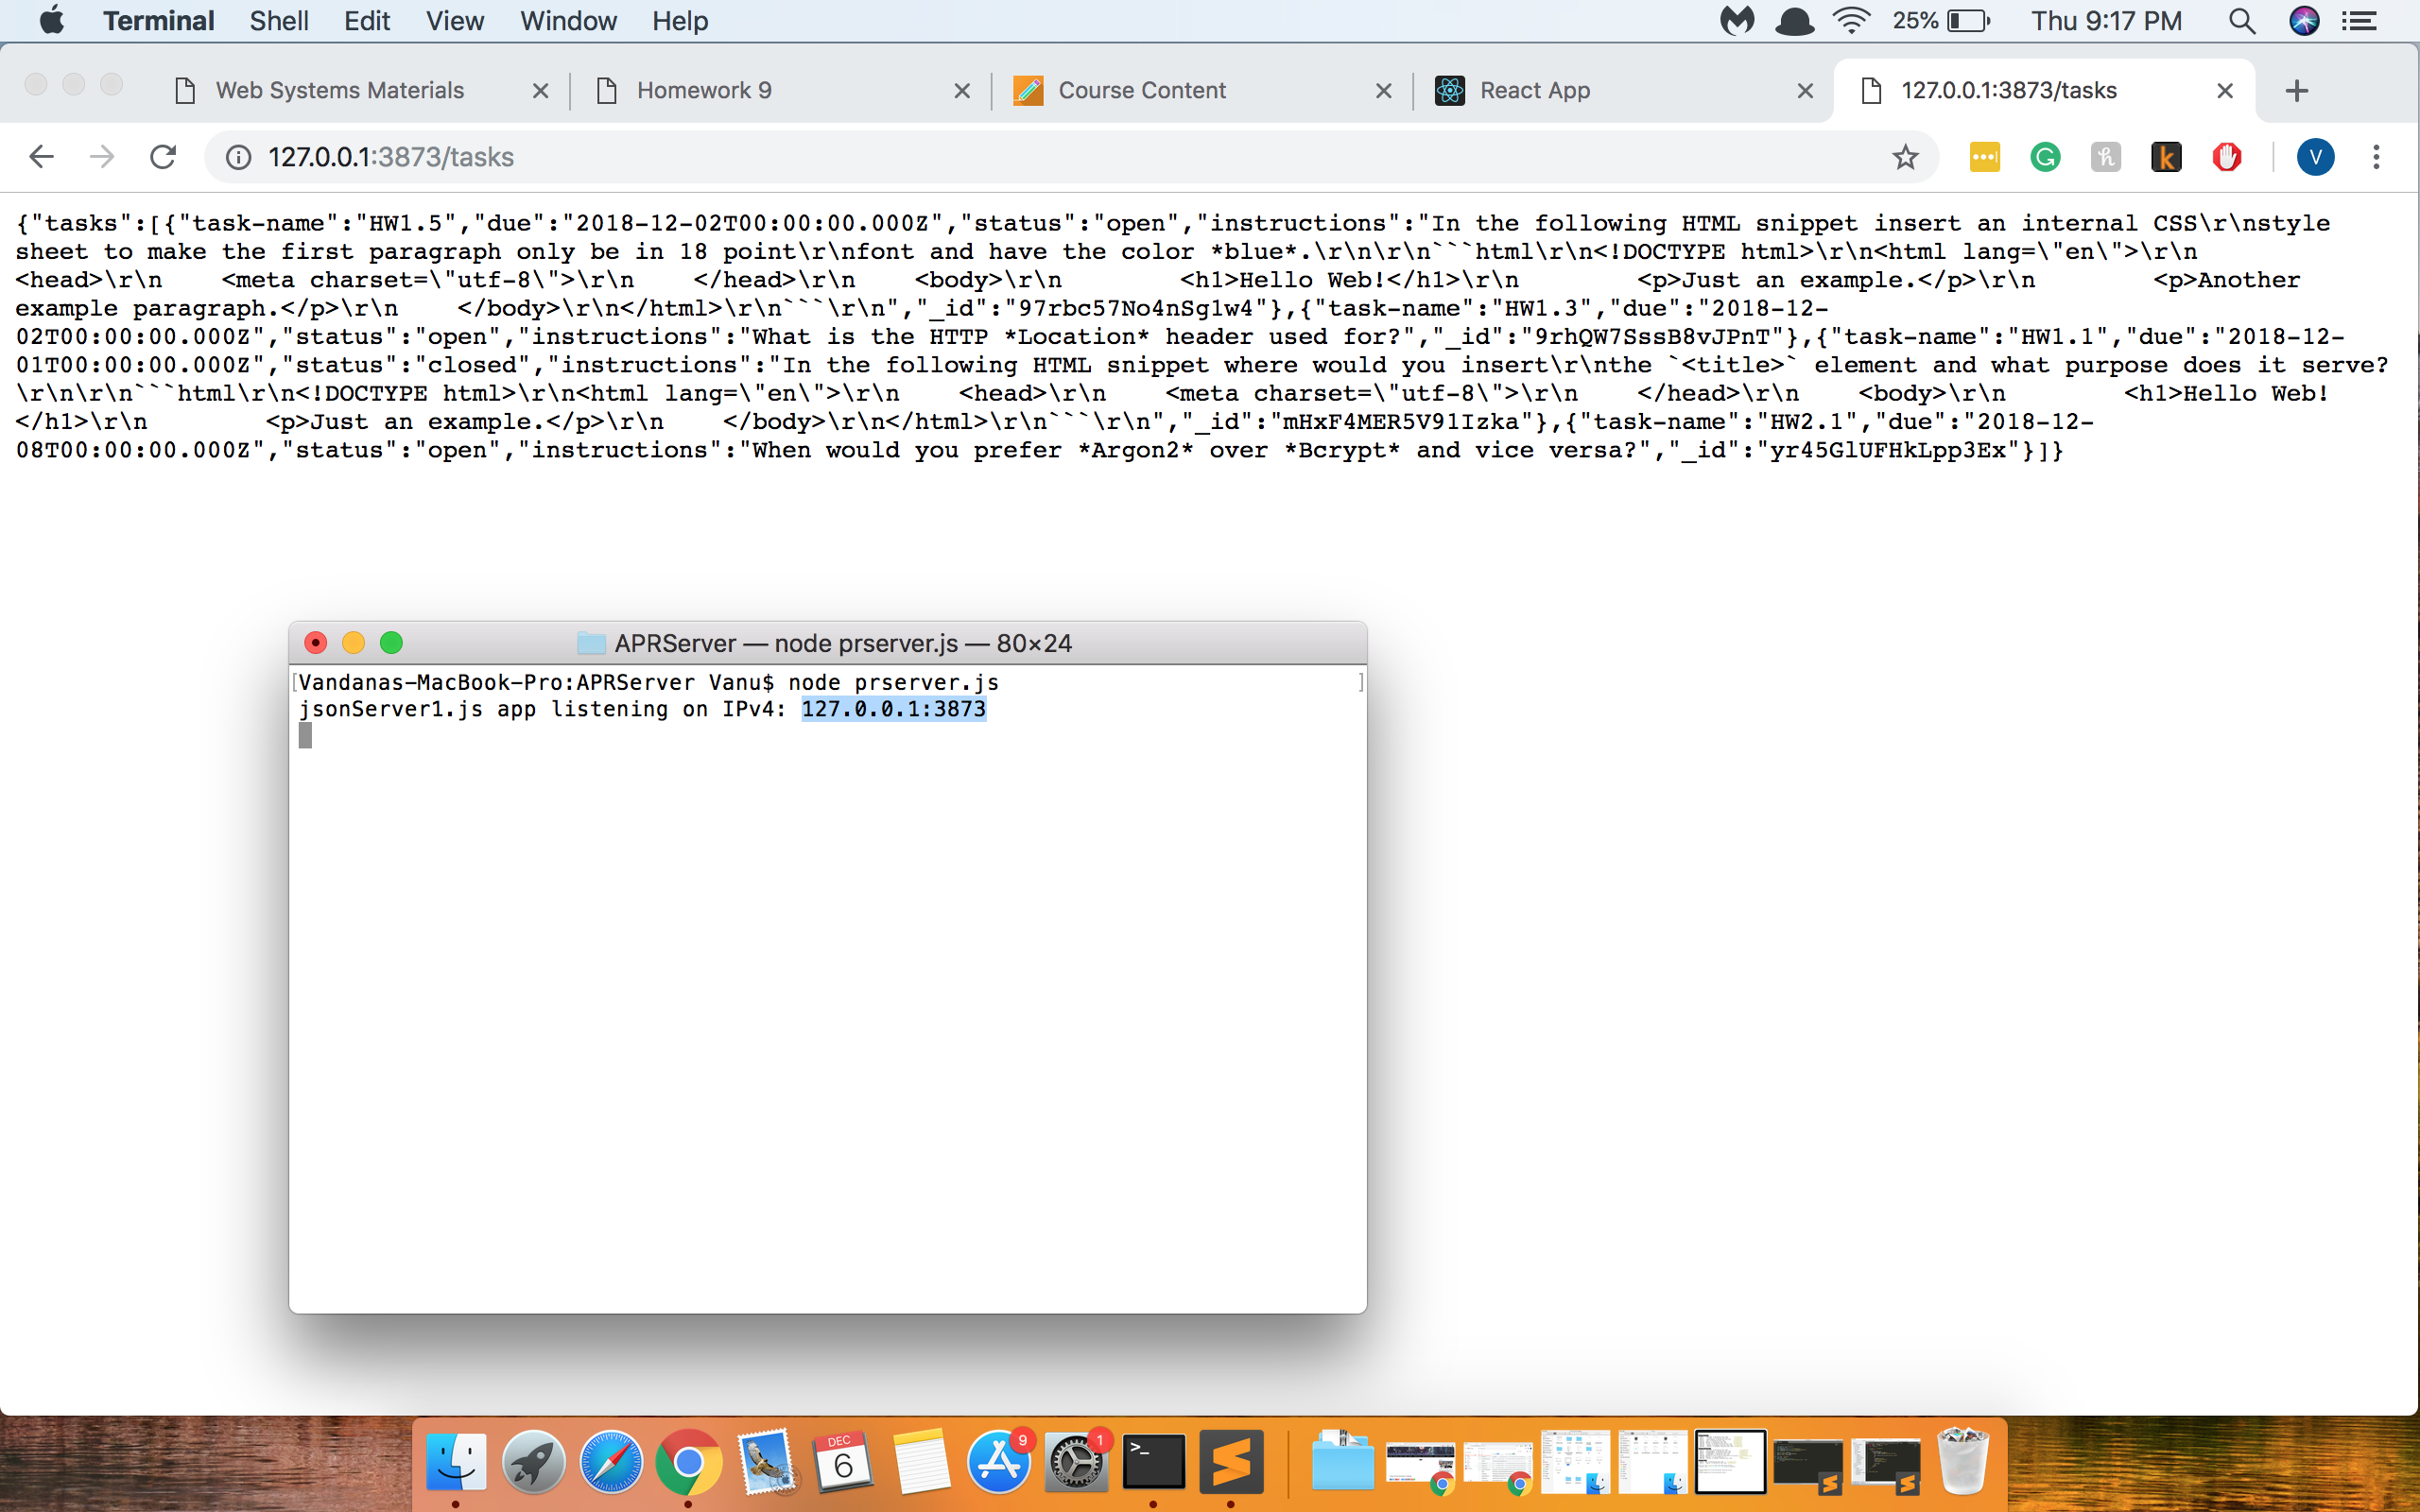 Terminal Shell Edit View Window Help 25% Thu 9:17 PM
Web Systems Materials Homework 9 Course Content React App 127.0.0.1:3873/tasks
127.0.0.1:3873/tasks V
{"tasks":[{"task-name":"HW1.5","due":"2018-12-02T00:00:00.000Z","status":"open","instructions":"In the following HTML snippet insert an internal CSS\r\nstyle
sheet to make the first paragraph only be in 18 point\r\nfont and have the color *blue*.\r\n\r\n```html\r\n<!DOCTYPE html>\r\n<html lang=\"en\">\r\n
<head>\r\n    <meta charset=\"utf-8\">\r\n    </head>\r\n    <body>\r\n        <h1>Hello Web!</h1>\r\n        <p>Just an example.</p>\r\n        <p>Another
example paragraph.</p>\r\n    </body>\r\n</html>\r\n```\r\n","_id":"97rbc57No4nSg1w4"},{"task-name":"HW1.3","due":"2018-12-
02T00:00:00.000Z","status":"open","instructions":"What is the HTTP *Location* header used for?","_id":"9rhQW7SssB8vJPnT"},{"task-name":"HW1.1","due":"2018-12-
01T00:00:00.000Z","status":"closed","instructions":"In the following HTML snippet where would you insert\r\nthe `<title>` element and what purpose does it serve?
\r\n\r\n```html\r\n<!DOCTYPE html>\r\n<html lang=\"en\">\r\n    <head>\r\n    <meta charset=\"utf-8\">\r\n    </head>\r\n    <body>\r\n        <h1>Hello Web!
</h1>\r\n        <p>Just an example.</p>\r\n    </body>\r\n</html>\r\n```\r\n","_id":"mHxF4MER5V91Izka"},{"task-name":"HW2.1","due":"2018-12-
08T00:00:00.000Z","status":"open","instructions":"When would you prefer *Argon2* over *Bcrypt* and vice versa?","_id":"yr45GlUFHkLpp3Ex"}]}
APRServer — node prserver.js — 80×24
[Vandanas-MacBook-Pro:APRServer Vanu$ node prserver.js ]
jsonServer1.js app listening on IPv4: 127.0.0.1:3873
DEC
6
9
1